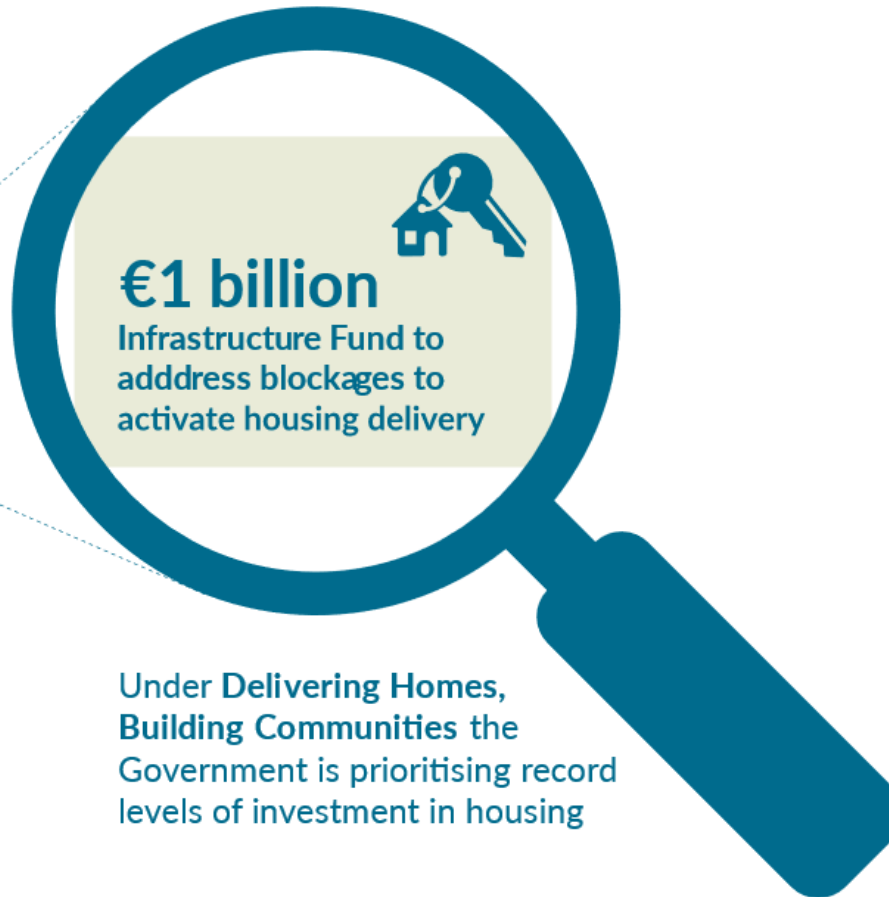 €1 billion
Infrastructure Fund to
adddress blockages to
activate housing delivery
Under Delivering Homes,
Building Communities the
Government is prioritising record
levels of investment in housing